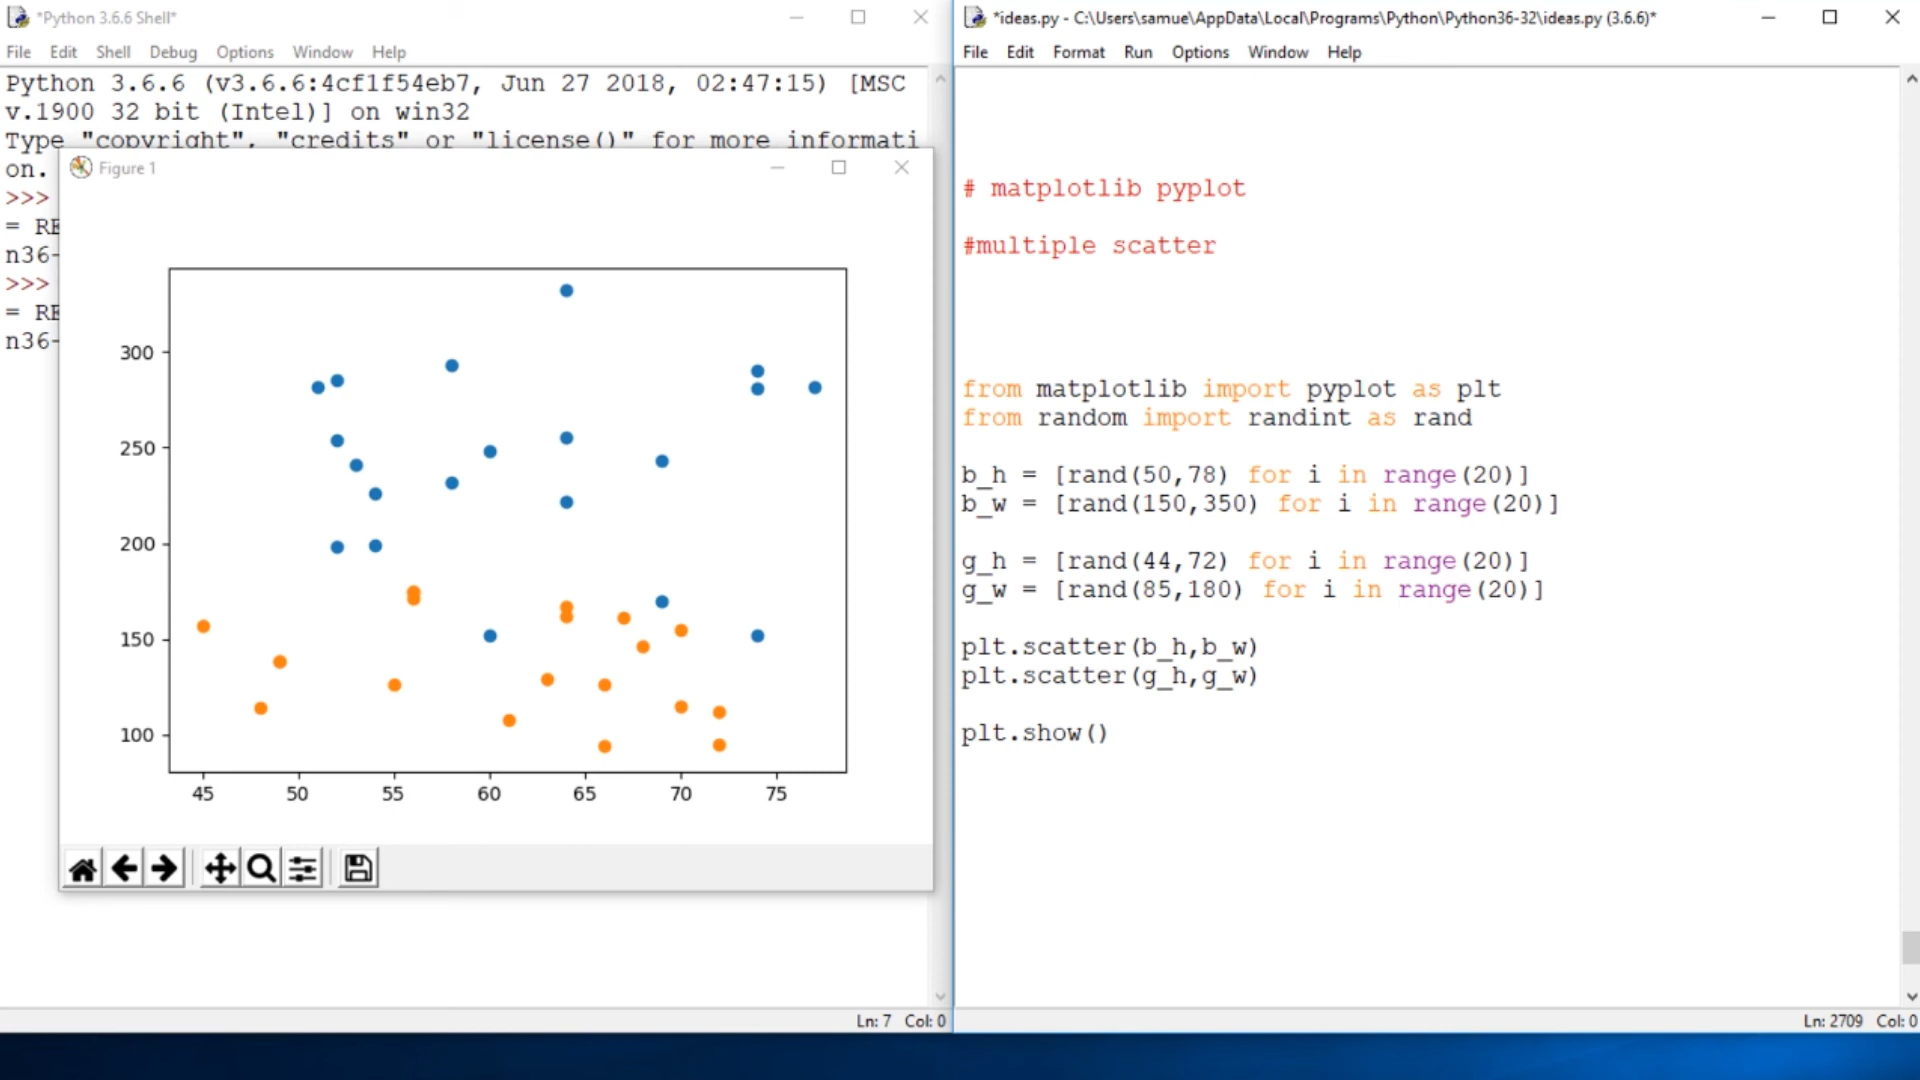 *Python 3.6.6 Shell*
File Edit Shell Debug Options Window Help
Python 3.6.6 (v3.6.6:4cf1f54eb7, Jun 27 2018, 02:47:15) [MSC
v.1900 32 bit (Intel)] on win32
Type "copyright", "credits" or "license()" for more informati
on.
>>>
= RE
n36-
>>>
= RE
n36-
Figure 1
300
250
200
150
100
45 50 55 60 65 70 75
Ln: 7 Col: 0
*ideas.py - C:\Users\samue\AppData\Local\Programs\Python\Python36-32\ideas.py (3.6.6)*
File Edit Format Run Options Window Help
# matplotlib pyplot
#multiple scatter
from matplotlib import pyplot as plt
from random import randint as rand
b_h = [rand(50,78) for i in range(20)]
b_w = [rand(150,350) for i in range(20)]
g_h = [rand(44,72) for i in range(20)]
g_w = [rand(85,180) for i in range(20)]
plt.scatter(b_h,b_w)
plt.scatter(g_h,g_w)
plt.show()
Ln: 2709 Col: 0